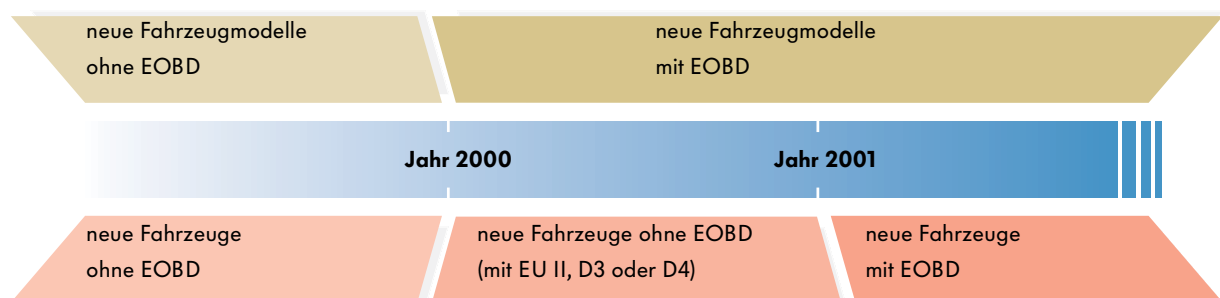 neue Fahrzeugmodelle
ohne EOBD
neue Fahrzeugmodelle
mit EOBD
Jahr 2000
Jahr 2001
neue Fahrzeuge
ohne EOBD
neue Fahrzeuge ohne EOBD
(mit EU II, D3 oder D4)
neue Fahrzeuge
mit EOBD